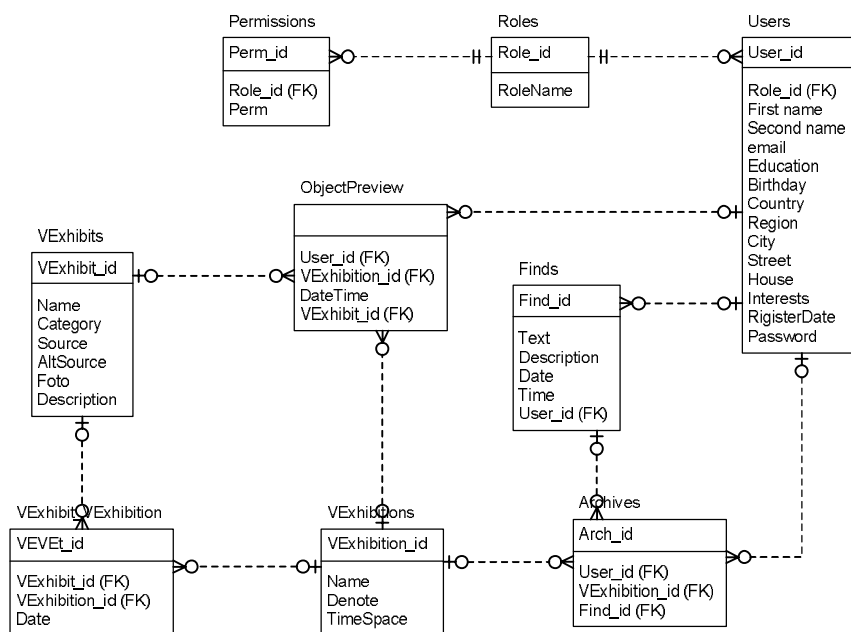 Permissions
Perm_id
Role_id (FK)
Perm
Roles
Role_id
RoleName
Users
User_id
Role_id (FK)
First name
Second name
email
Education
Birthday
Country
Region
City
Street
House
Interests
RigisterDate
Password
ObjectPreview
User_id (FK)
VExhibition_id (FK)
DateTime
VExhibit_id (FK)
VExhibits
VExhibit_id
Name
Category
Source
AltSource
Foto
Description
Finds
Find_id
Text
Description
Date
Time
User_id (FK)
VExhibit_VExhibition
VEVEt_id
VExhibit_id (FK)
VExhibition_id (FK)
Date
VExhibitions
VExhibition_id
Name
Denote
TimeSpace
Archives
Arch_id
User_id (FK)
VExhibition_id (FK)
Find_id (FK)